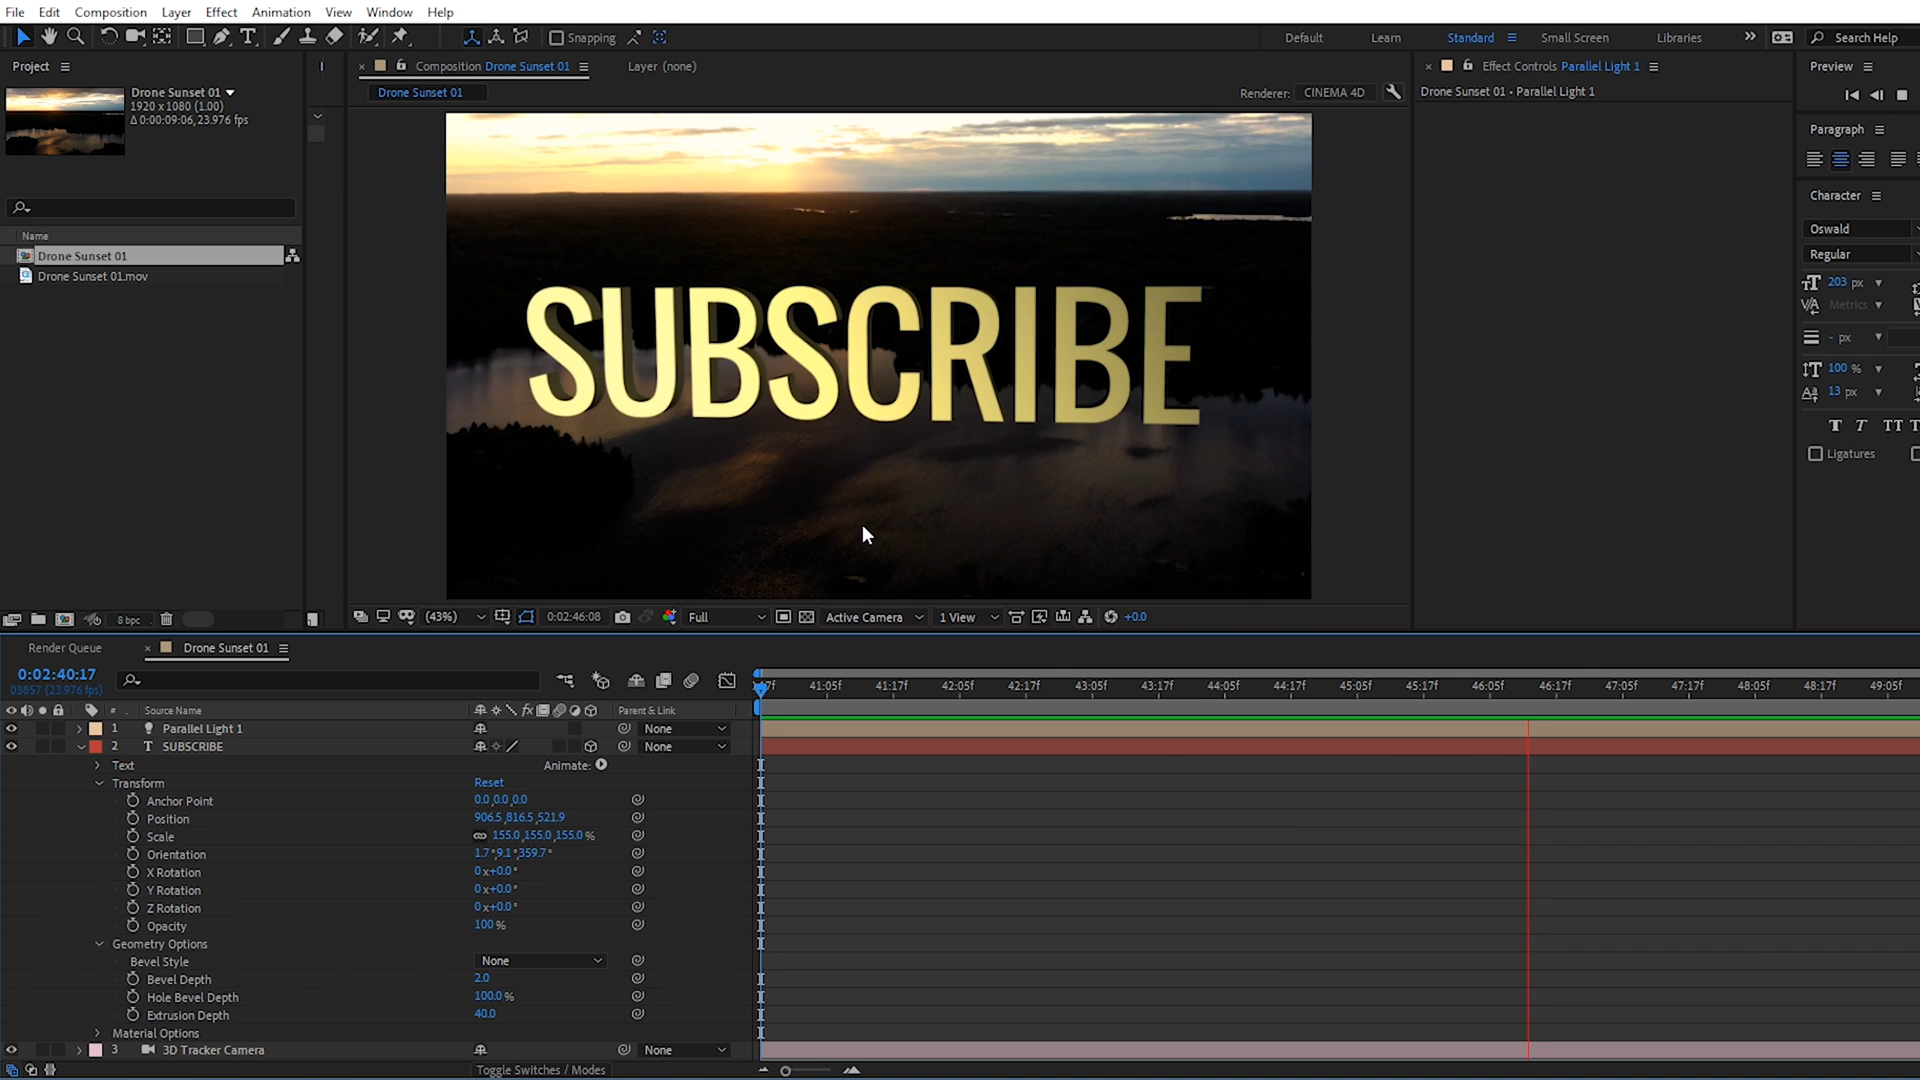 File Edit Composition Layer Effect Animation View Window Help
Snapping
Default Learn Standard Small Screen Libraries Search Help
Project
Drone Sunset 01
1920 x 1080 (1.00)
Δ 0:00:09:06, 23.976 fps
Name
Drone Sunset 01
Drone Sunset 01.mov
8 bpc
Composition Drone Sunset 01
Layer (none)
Drone Sunset 01
Renderer: CINEMA 4D
SUBSCRIBE
(43%) 0:02:46:08 Full Active Camera 1 View +0.0
Effect Controls Parallel Light 1
Drone Sunset 01 • Parallel Light 1
Preview
Paragraph
Character
Oswald
Regular
203 px
Metrics
- px
100 %
13 px
Ligatures
Render Queue Drone Sunset 01
0:02:40:17
03857 (23.976 fps)
41:05f 41:17f 42:05f 42:17f 43:05f 43:17f 44:05f 44:17f 45:05f 45:17f 46:05f 46:17f 47:05f 47:17f 48:05f 48:17f 49:05f
# Source Name Parent & Link
1 Parallel Light 1 None
2 SUBSCRIBE None
Text Animate:
Transform Reset
Anchor Point 0.0,0.0,0.0
Position 906.5,816.5,521.9
Scale 155.0,155.0,155.0%
Orientation 1.7°,9.1°,359.7°
X Rotation 0x+0.0°
Y Rotation 0x+0.0°
Z Rotation 0x+0.0°
Opacity 100%
Geometry Options
Bevel Style None
Bevel Depth 2.0
Hole Bevel Depth 100.0%
Extrusion Depth 40.0
Material Options
3 3D Tracker Camera None
Toggle Switches / Modes